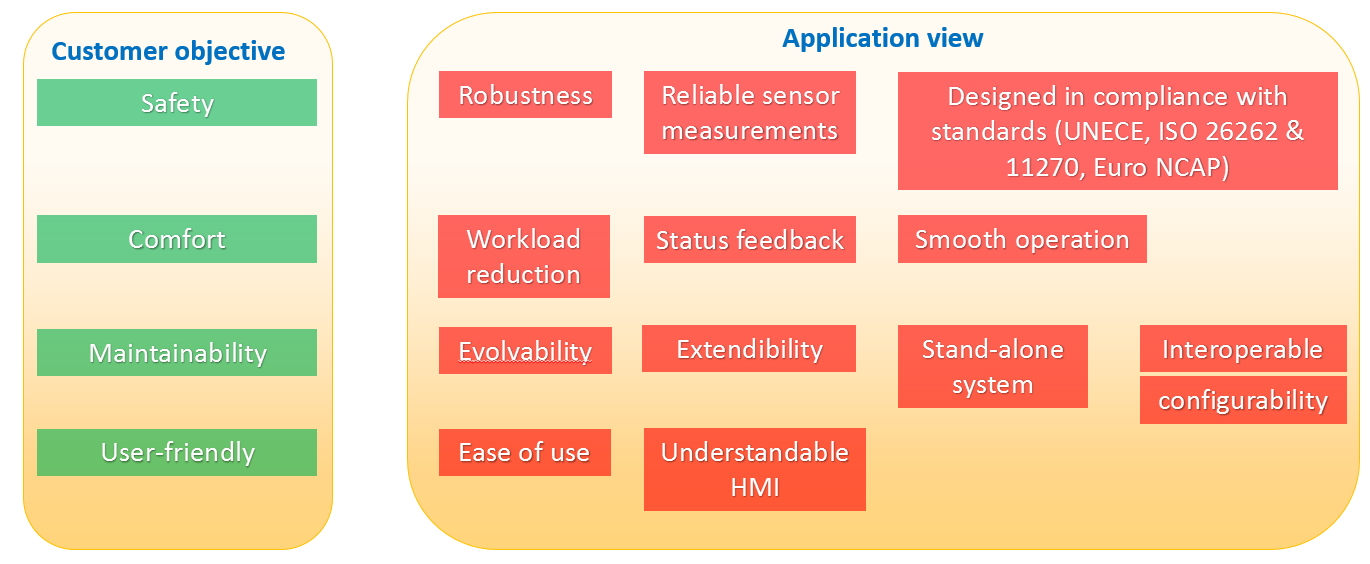 Customer objective
Safety
Comfort
Maintainability
User-friendly
Application view
Robustness
Reliable sensor
measurements
Designed in compliance with
standards (UNECE, ISO 26262 &
11270, Euro NCAP)
Workload
reduction
Status feedback
Smooth operation
Evolvability
Extendibility
Stand-alone
system
Interoperable
configurability
Ease of use
Understandable
HMI